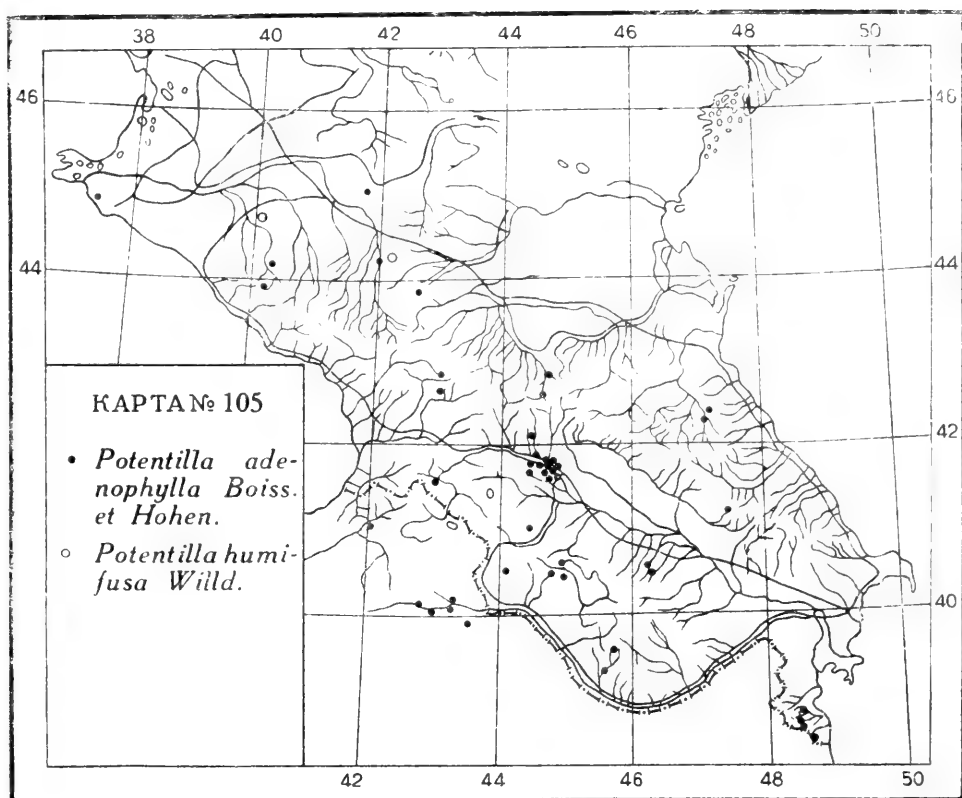 38 40 42 44 46 48 50
46 46
44 44
КАРТА № 105
Potentilla ade-
nophylla Boiss.
et Hohen.
Potentilla humi-
fusa Willd.
42
40
42 44 46 48 50